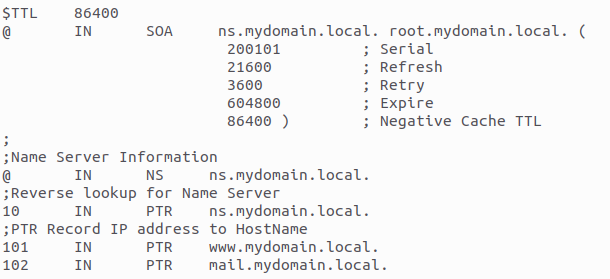 $TTL    86400
@       IN      SOA     ns.mydomain.local. root.mydomain.local. (
                         200101         ; Serial
                         21600          ; Refresh
                         3600           ; Retry
                         604800         ; Expire
                         86400 )        ; Negative Cache TTL
;
;Name Server Information
@       IN      NS     ns.mydomain.local.
;Reverse lookup for Name Server
10      IN      PTR    ns.mydomain.local.
;PTR Record IP address to HostName
101     IN      PTR    www.mydomain.local.
102     IN      PTR    mail.mydomain.local.